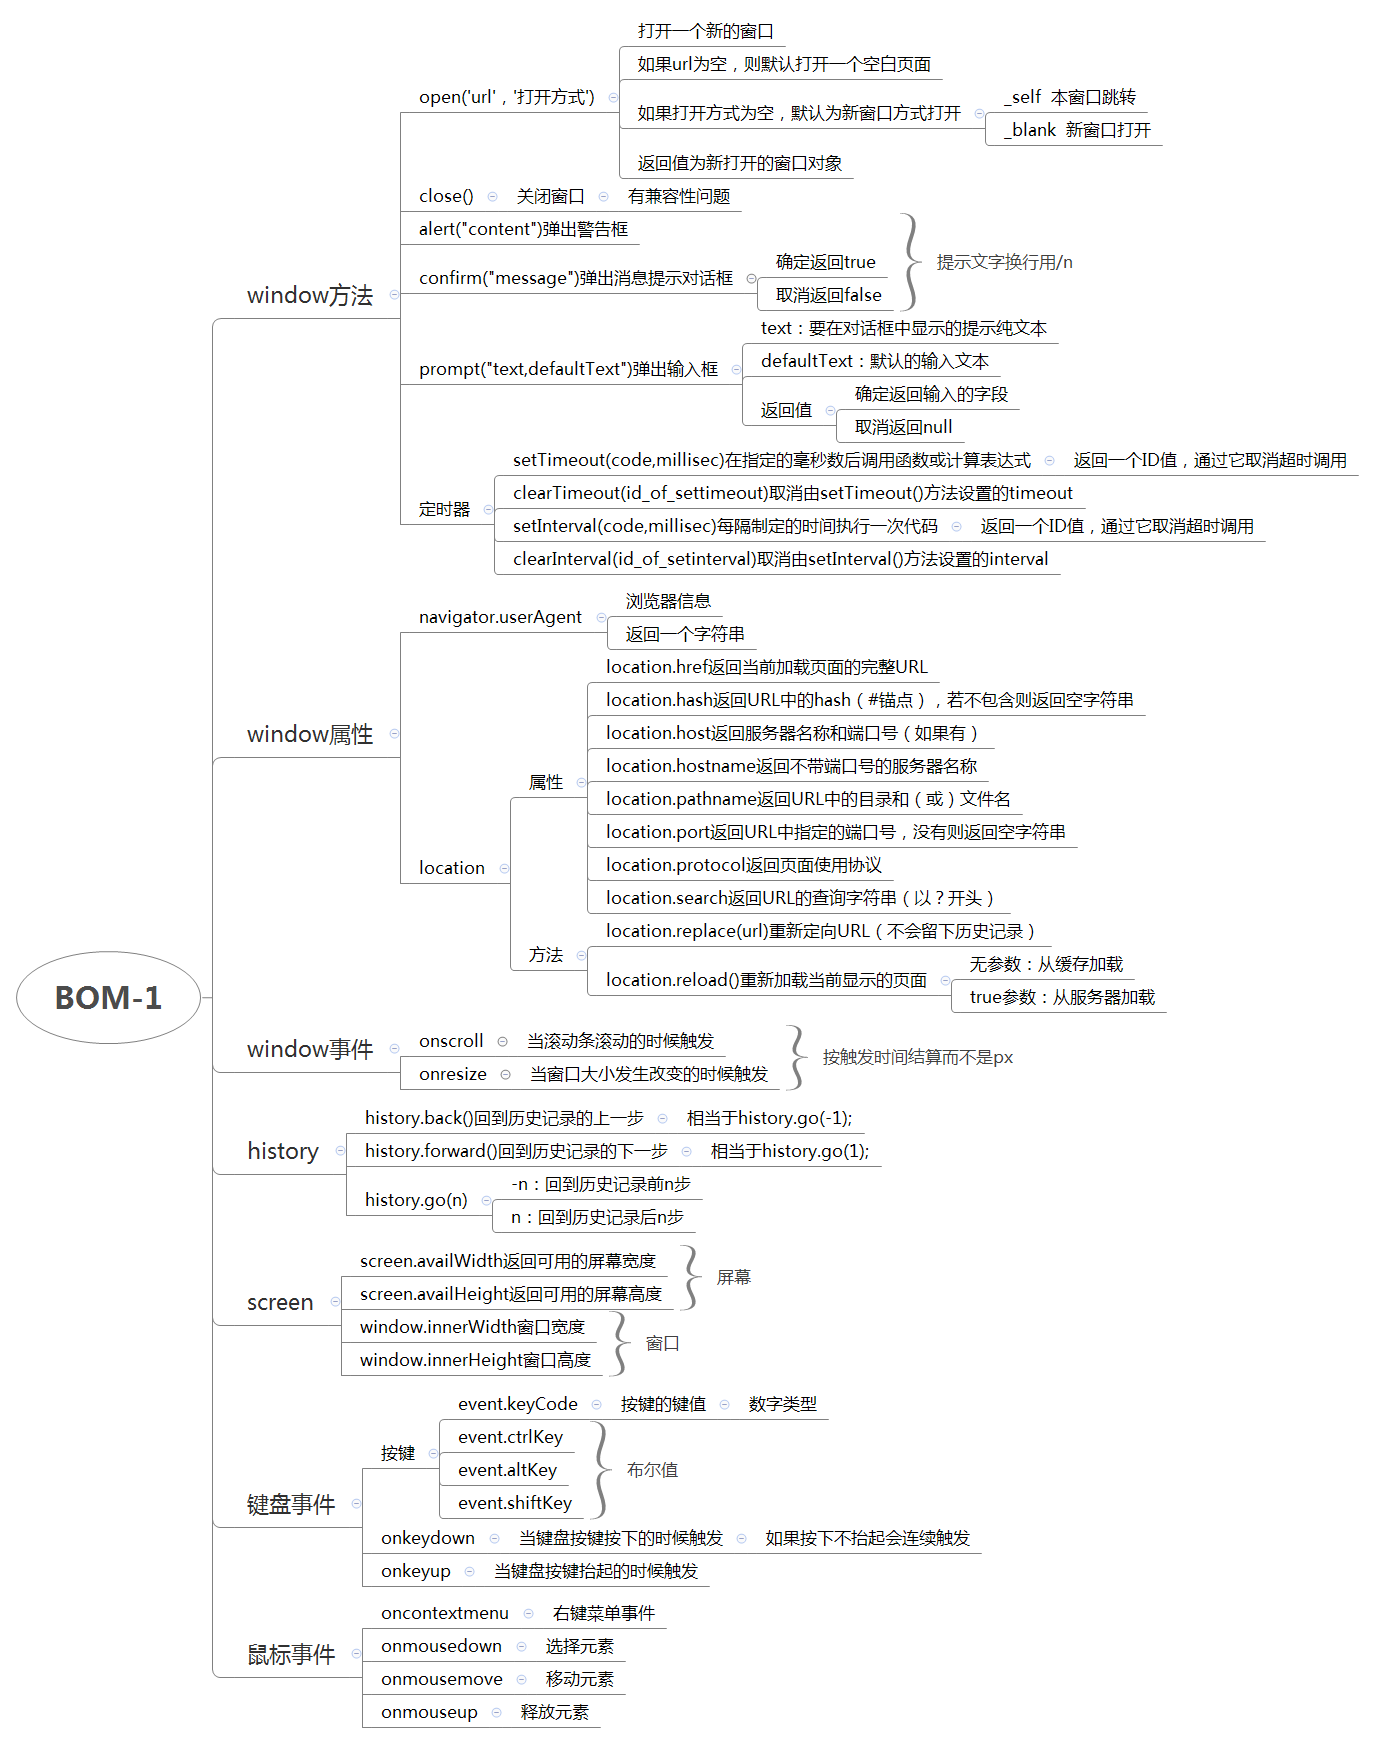 BOM-1
window方法
open('url'，'打开方式')
打开一个新的窗口
如果url为空，则默认打开一个空白页面
如果打开方式为空，默认为新窗口方式打开
_self  本窗口跳转
_blank  新窗口打开
返回值为新打开的窗口对象
close()
关闭窗口
有兼容性问题
alert("content")弹出警告框
confirm("message")弹出消息提示对话框
确定返回true
取消返回false
提示文字换行用/n
prompt("text,defaultText")弹出输入框
text：要在对话框中显示的提示纯文本
defaultText：默认的输入文本
返回值
确定返回输入的字段
取消返回null
定时器
setTimeout(code,millisec)在指定的毫秒数后调用函数或计算表达式
返回一个ID值，通过它取消超时调用
clearTimeout(id_of_settimeout)取消由setTimeout()方法设置的timeout
setInterval(code,millisec)每隔制定的时间执行一次代码
返回一个ID值，通过它取消超时调用
clearInterval(id_of_setinterval)取消由setInterval()方法设置的interval
window属性
navigator.userAgent
浏览器信息
返回一个字符串
location
属性
location.href返回当前加载页面的完整URL
location.hash返回URL中的hash（#锚点），若不包含则返回空字符串
location.host返回服务器名称和端口号（如果有）
location.hostname返回不带端口号的服务器名称
location.pathname返回URL中的目录和（或）文件名
location.port返回URL中指定的端口号，没有则返回空字符串
location.protocol返回页面使用协议
location.search返回URL的查询字符串（以？开头）
方法
location.replace(url)重新定向URL（不会留下历史记录）
location.reload()重新加载当前显示的页面
无参数：从缓存加载
true参数：从服务器加载
window事件
onscroll
当滚动条滚动的时候触发
onresize
当窗口大小发生改变的时候触发
按触发时间结算而不是px
history
history.back()回到历史记录的上一步
相当于history.go(-1);
history.forward()回到历史记录的下一步
相当于history.go(1);
history.go(n)
-n：回到历史记录前n步
n：回到历史记录后n步
screen
screen.availWidth返回可用的屏幕宽度
screen.availHeight返回可用的屏幕高度
屏幕
window.innerWidth窗口宽度
window.innerHeight窗口高度
窗口
键盘事件
按键
event.keyCode
按键的键值
数字类型
event.ctrlKey
event.altKey
event.shiftKey
布尔值
onkeydown
当键盘按键按下的时候触发
如果按下不抬起会连续触发
onkeyup
当键盘按键抬起的时候触发
鼠标事件
oncontextmenu
右键菜单事件
onmousedown
选择元素
onmousemove
移动元素
onmouseup
释放元素